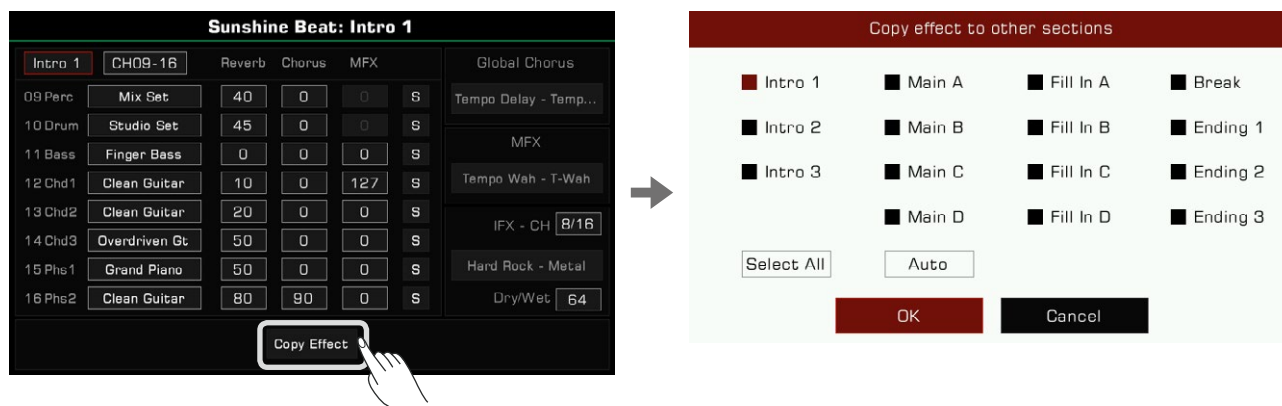 Sunshine Beat: Intro 1
Intro 1 CH09-16 Reverb Chorus MFX
09 Perc Mix Set 40 0 0 S
10 Drum Studio Set 45 0 0 S
11 Bass Finger Bass 0 0 0 S
12 Chd1 Clean Guitar 10 0 127 S
13 Chd2 Clean Guitar 20 0 0 S
14 Chd3 Overdriven Gt 50 0 0 S
15 Phs1 Grand Piano 50 0 0 S
16 Phs2 Clean Guitar 80 90 0 S
Global Chorus
Tempo Delay - Temp...
MFX
Tempo Wah - T-Wah
IFX - CH 8/16
Hard Rock - Metal
Dry/Wet 64
Copy Effect
Copy effect to other sections
Intro 1 Main A Fill In A Break
Intro 2 Main B Fill In B Ending 1
Intro 3 Main C Fill In C Ending 2
Main D Fill In D Ending 3
Select All Auto
OK Cancel